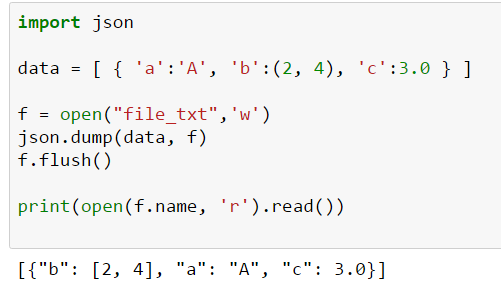 import json
data = [ { 'a':'A', 'b':(2, 4), 'c':3.0 } ]
f = open("file_txt",'w')
json.dump(data, f)
f.flush()
print(open(f.name, 'r').read())
[{"b": [2, 4], "a": "A", "c": 3.0}]